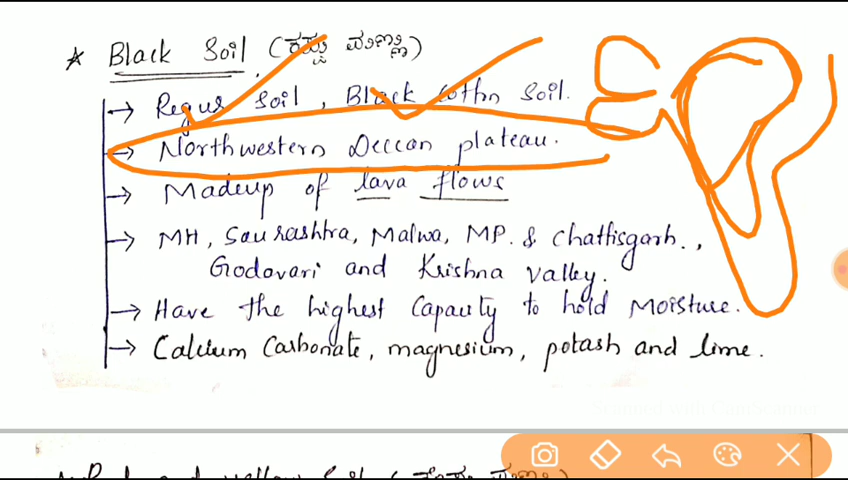 ★ Black Soil (ಕಪ್ಪು ಮಣ್ಣು)
→ Regur Soil, Black Cotton Soil.
→ Northwestern Deccan plateau.
→ Madeup of lava flows
→ MH, Saurashtra, Malwa, MP. & Chattisgarh.,
Godavari and Krishna Valley.
→ Have the highest Capacity to hold Moisture.
→ Calcium Carbonate, magnesium, potash and lime.